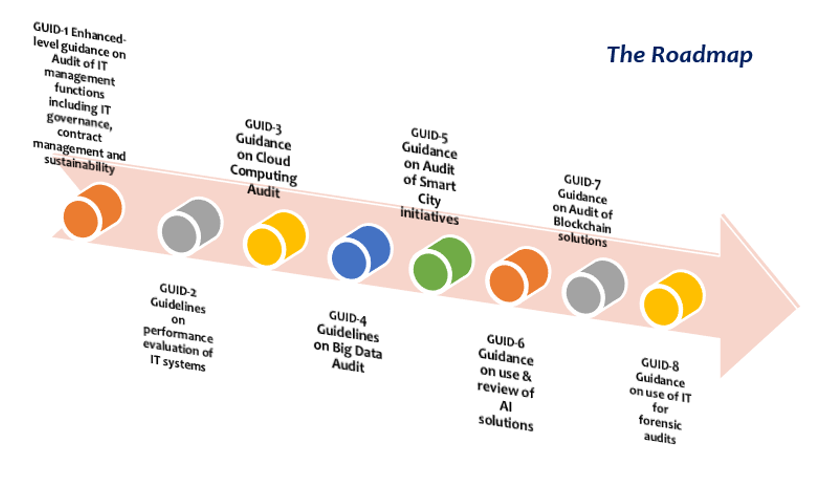 The Roadmap
GUID-1 Enhanced-
level guidance on
Audit of IT
management
functions
including IT
governance,
contract
management and
sustainability
GUID-2
Guidelines
on
performance
evaluation of
IT systems
GUID-3
Guidance
on Cloud
Computing
Audit
GUID-4
Guidelines
on Big Data
Audit
GUID-5
Guidance
on Audit
of Smart
City
initiatives
GUID-6
Guidance
on use &
review of
AI
solutions
GUID-7
Guidance
on Audit of
Blockchain
solutions
GUID-8
Guidance
on use of IT
for
forensic
audits